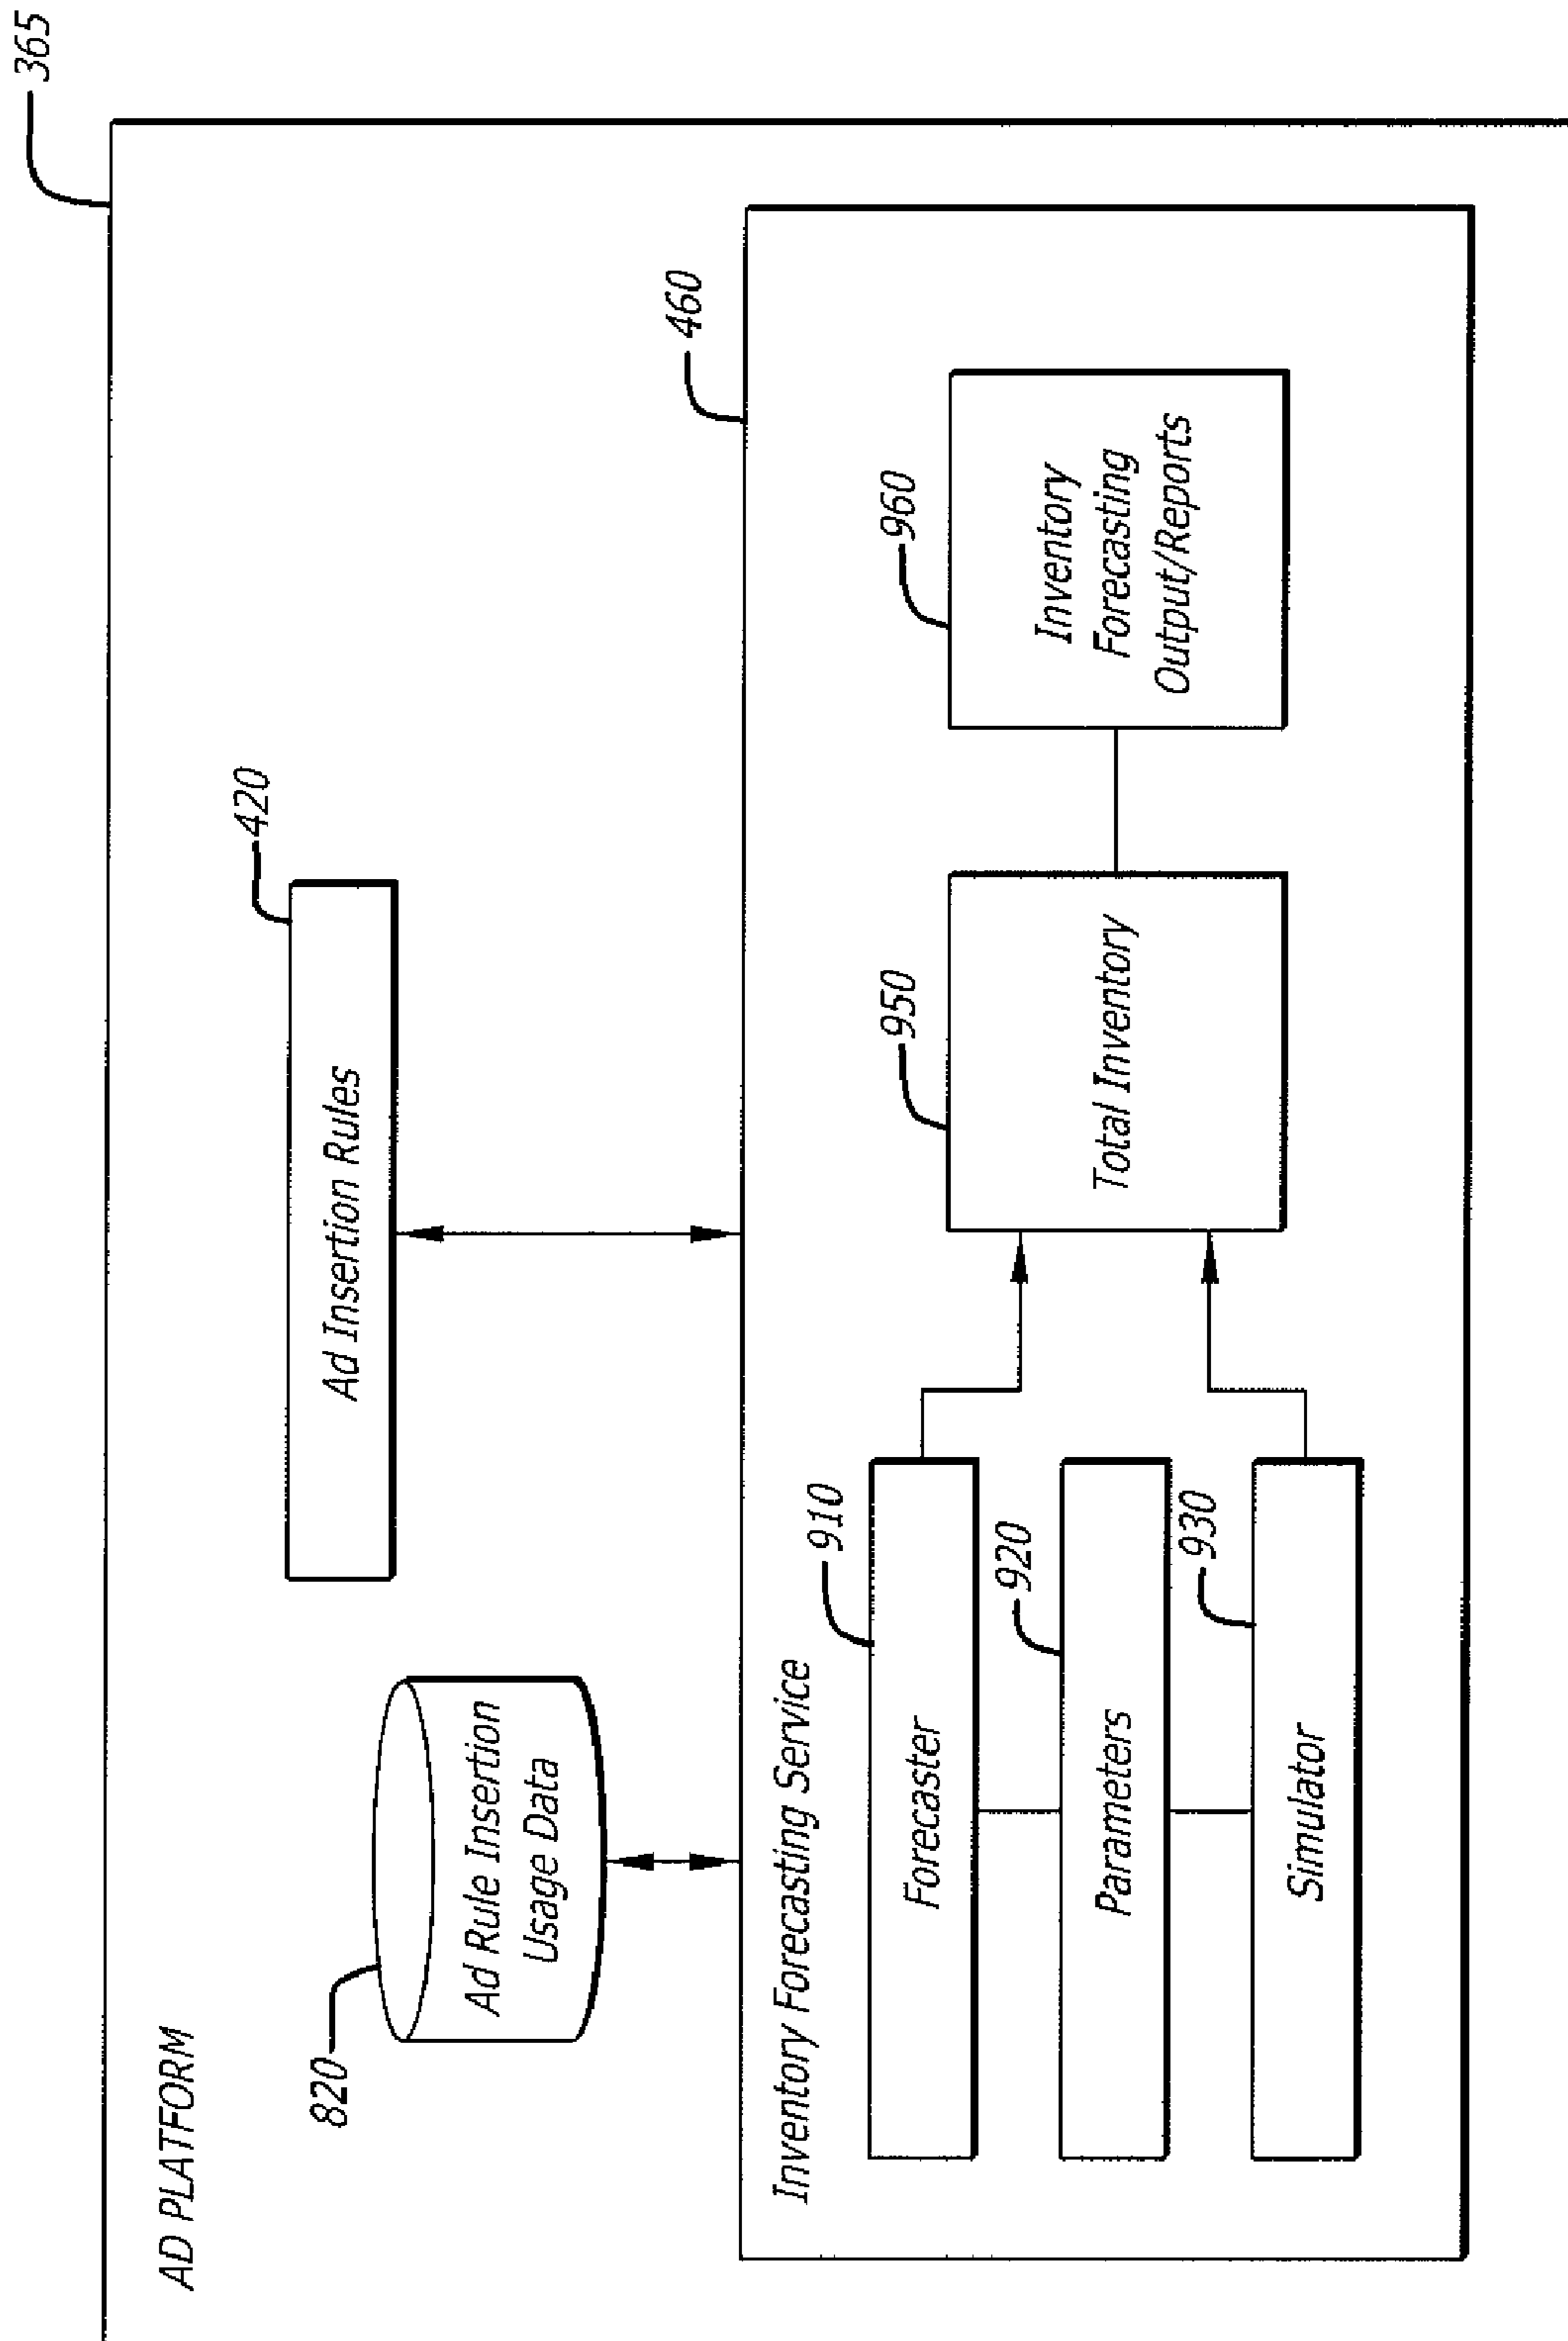 365
AD PLATFORM
820
Ad Rule Insertion
Usage Data
420
Ad Insertion Rules
460
Inventory Forecasting Service
910
Forecaster
920
Parameters
930
Simulator
950
Total Inventory
960
Inventory
Forecasting
Output/Reports